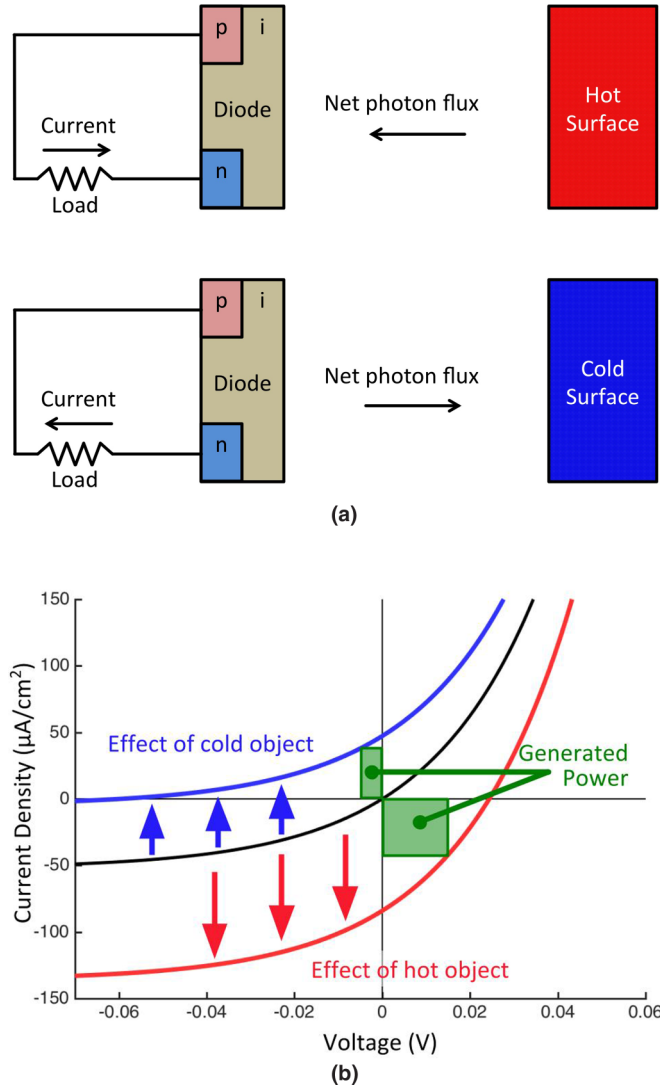 p i
Diode
n
Current
Load
Net photon flux
Hot
Surface
p i
Diode
n
Current
Load
Net photon flux
Cold
Surface
(a)
150
100
50
0
-50
-100
-150
Current Density (μA/cm²)
Effect of cold object
Generated
Power
Effect of hot object
-0.06 -0.04 -0.02 0 0.02 0.04 0.06
Voltage (V)
(b)